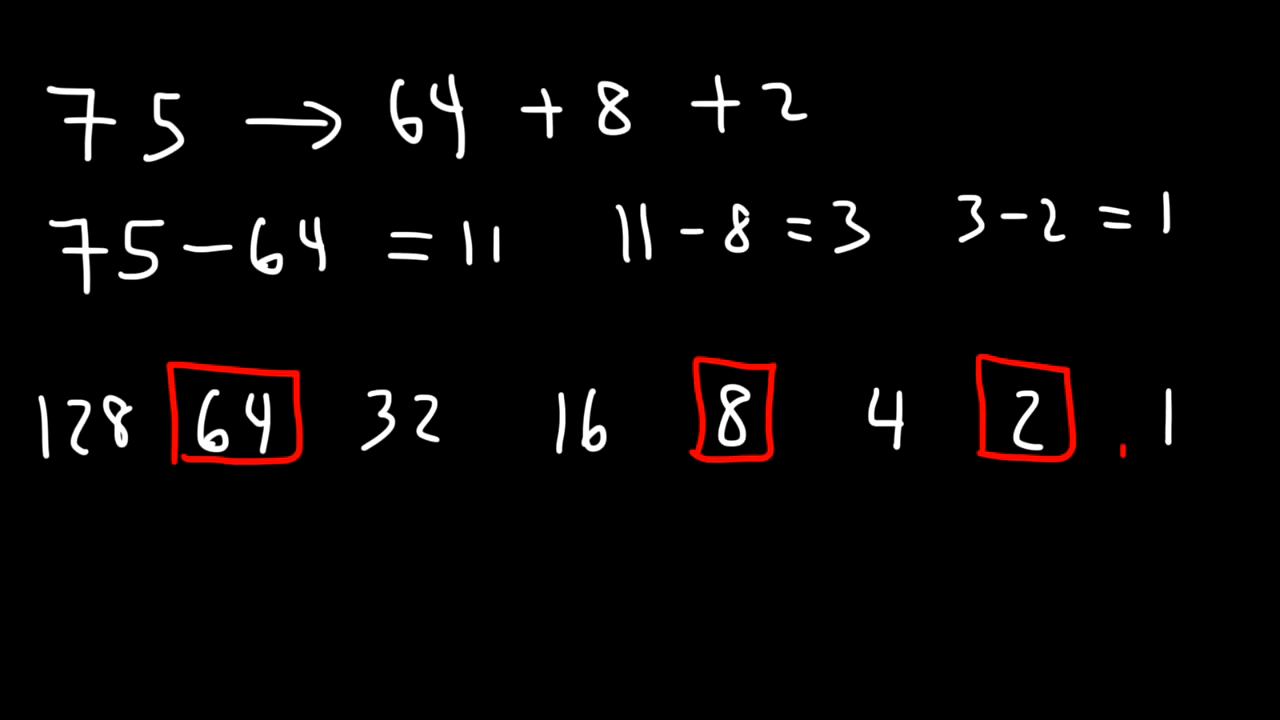 75 → 64 + 8 + 2
75 - 64 = 11 11 - 8 = 3 3 - 2 = 1
128 64 32 16 8 4 2 1